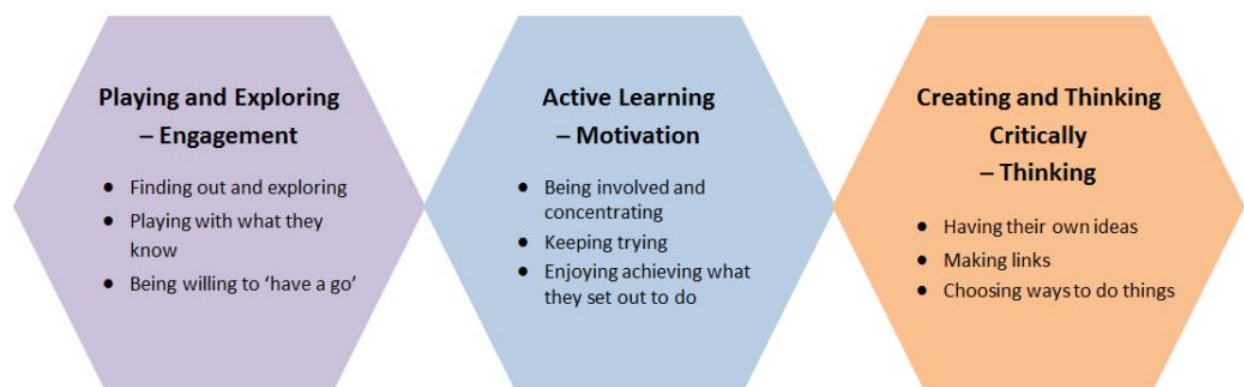 Playing and Exploring
– Engagement
● Finding out and exploring
● Playing with what they
know
● Being willing to ‘have a go’
Active Learning
– Motivation
● Being involved and
concentrating
● Keeping trying
● Enjoying achieving what
they set out to do
Creating and Thinking
Critically
– Thinking
● Having their own ideas
● Making links
● Choosing ways to do things